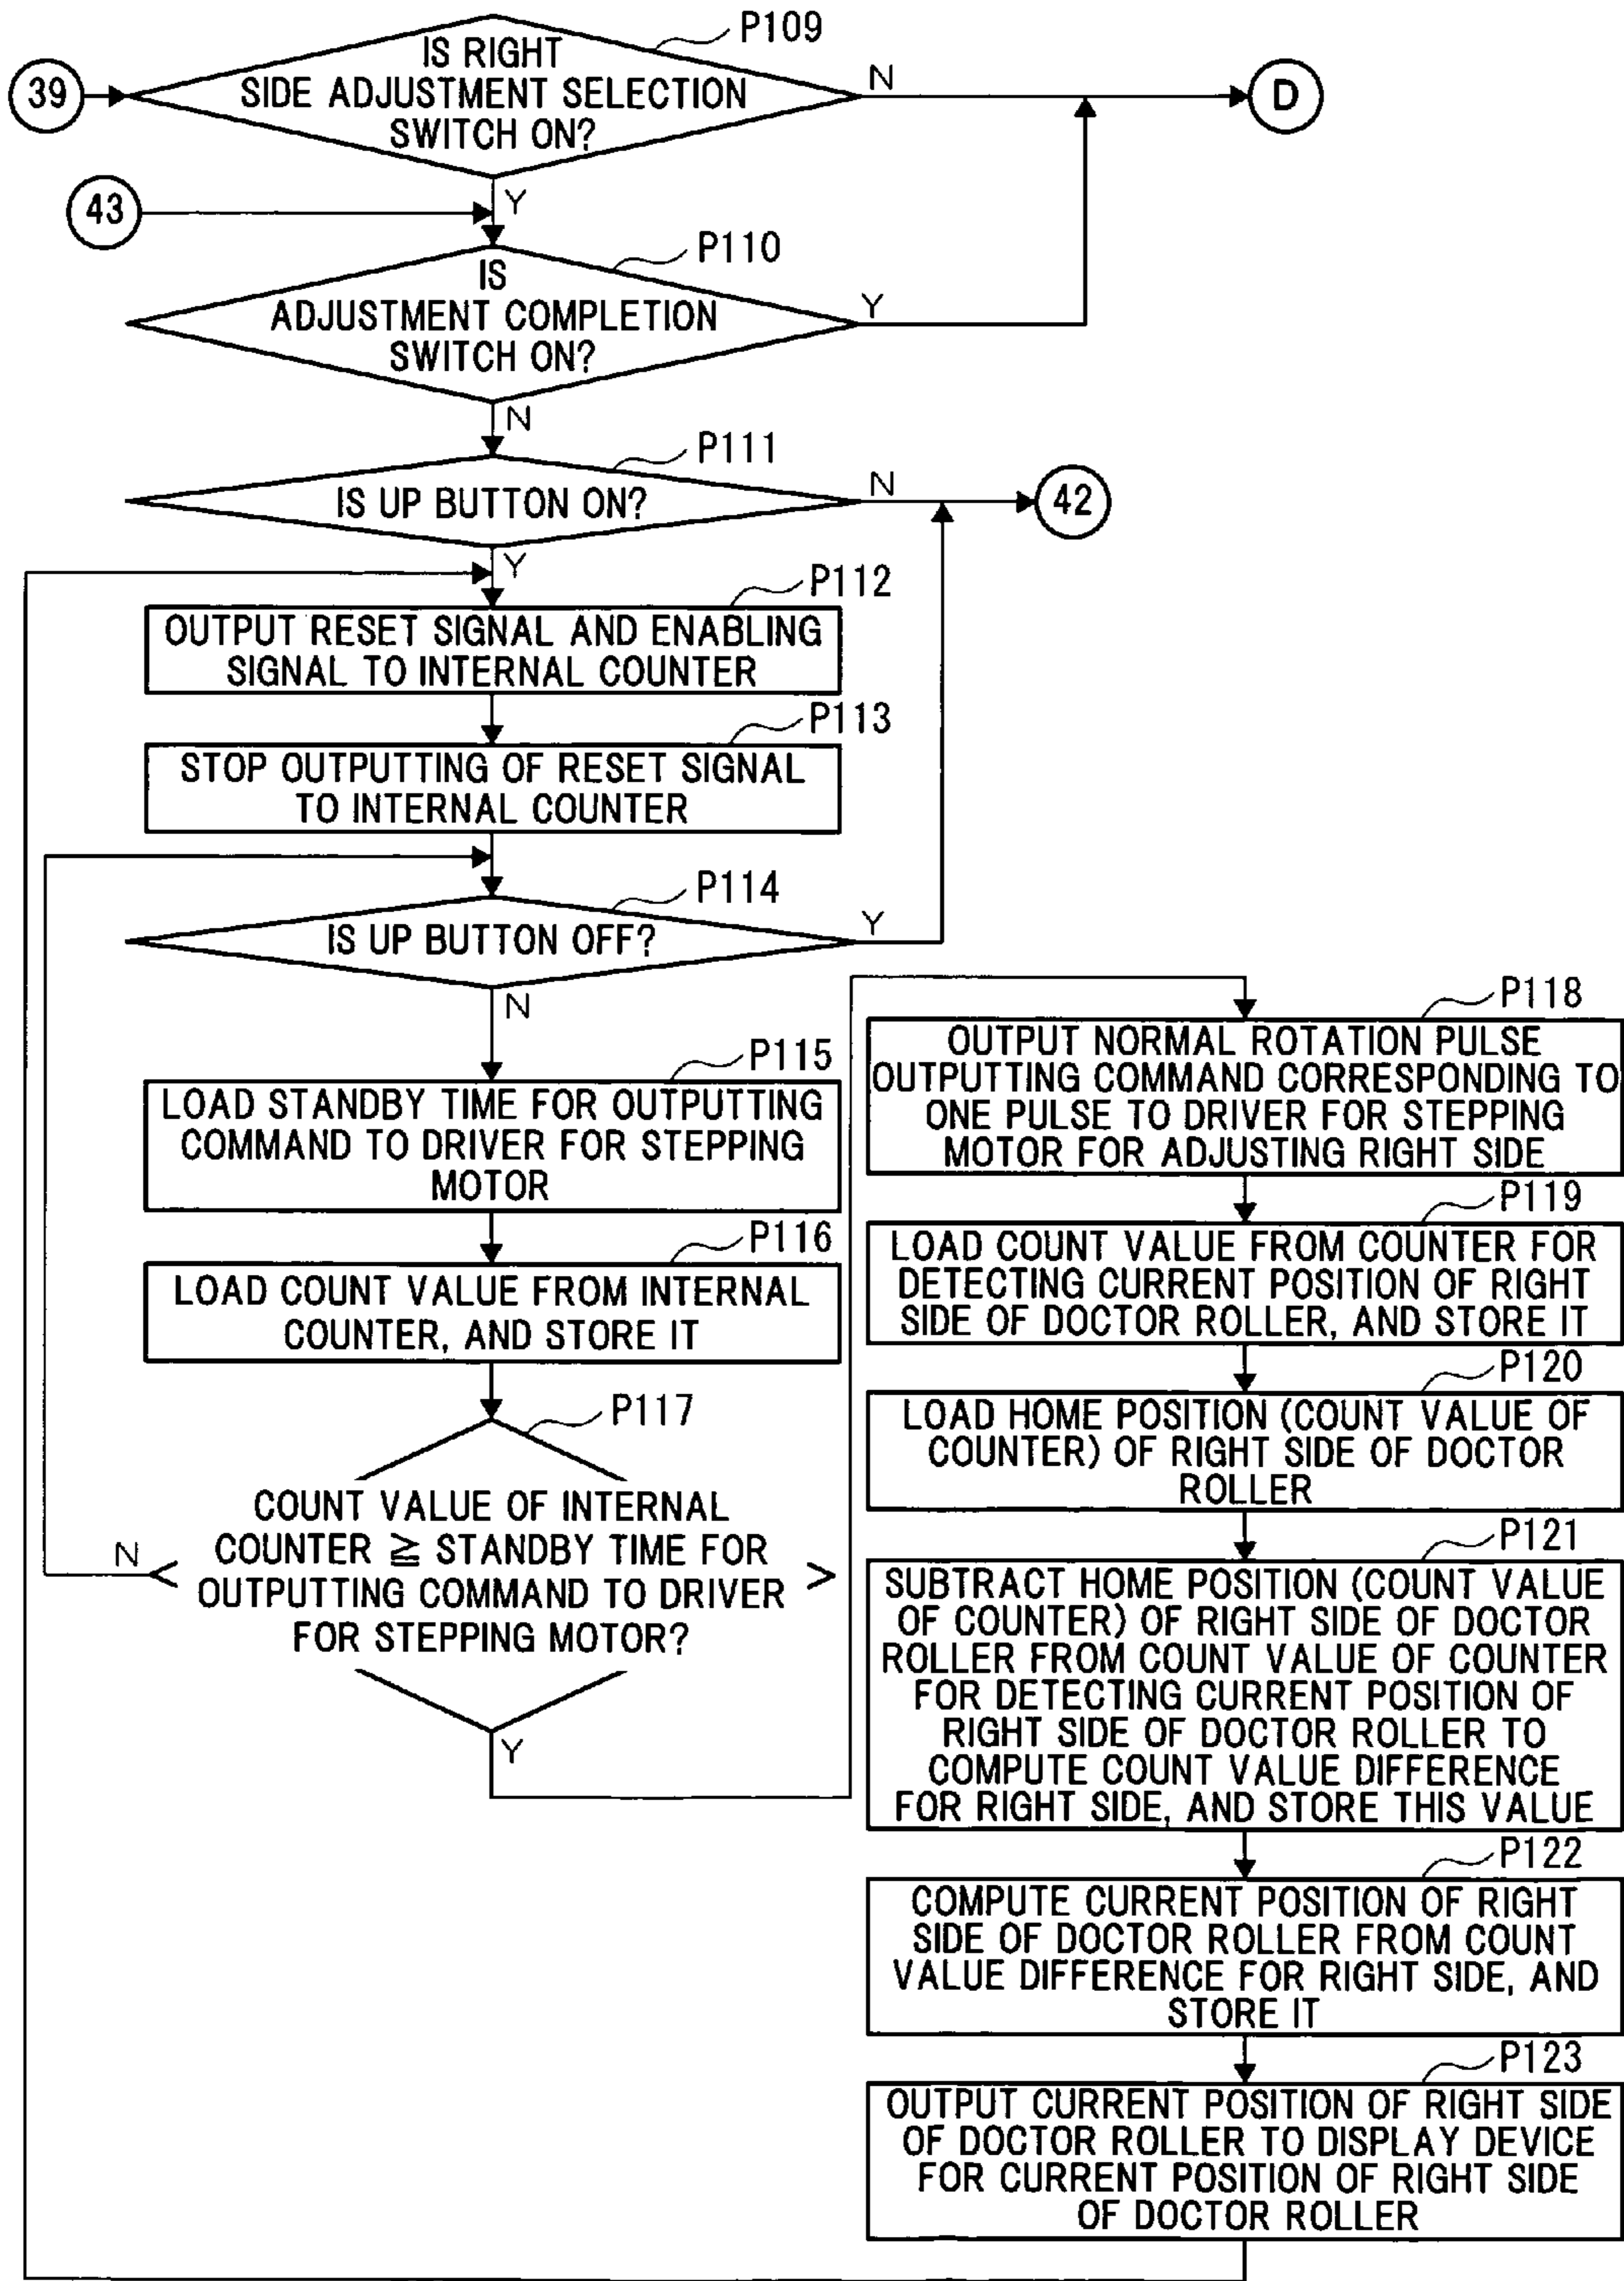 P109
IS RIGHT
SIDE ADJUSTMENT SELECTION
SWITCH ON?
39
N
D
Y
43
P110
IS
ADJUSTMENT COMPLETION
SWITCH ON?
Y
N
P111
IS UP BUTTON ON?
N
42
Y
P112
OUTPUT RESET SIGNAL AND ENABLING
SIGNAL TO INTERNAL COUNTER
P113
STOP OUTPUTTING OF RESET SIGNAL
TO INTERNAL COUNTER
P114
IS UP BUTTON OFF?
Y
N
P115
LOAD STANDBY TIME FOR OUTPUTTING
COMMAND TO DRIVER FOR STEPPING
MOTOR
P116
LOAD COUNT VALUE FROM INTERNAL
COUNTER, AND STORE IT
P117
COUNT VALUE OF INTERNAL
COUNTER ≧ STANDBY TIME FOR
OUTPUTTING COMMAND TO DRIVER
FOR STEPPING MOTOR?
N
Y
P118
OUTPUT NORMAL ROTATION PULSE
OUTPUTTING COMMAND CORRESPONDING TO
ONE PULSE TO DRIVER FOR STEPPING
MOTOR FOR ADJUSTING RIGHT SIDE
P119
LOAD COUNT VALUE FROM COUNTER FOR
DETECTING CURRENT POSITION OF RIGHT
SIDE OF DOCTOR ROLLER, AND STORE IT
P120
LOAD HOME POSITION (COUNT VALUE OF
COUNTER) OF RIGHT SIDE OF DOCTOR
ROLLER
P121
SUBTRACT HOME POSITION (COUNT VALUE
OF COUNTER) OF RIGHT SIDE OF DOCTOR
ROLLER FROM COUNT VALUE OF COUNTER
FOR DETECTING CURRENT POSITION OF
RIGHT SIDE OF DOCTOR ROLLER TO
COMPUTE COUNT VALUE DIFFERENCE
FOR RIGHT SIDE, AND STORE THIS VALUE
P122
COMPUTE CURRENT POSITION OF RIGHT
SIDE OF DOCTOR ROLLER FROM COUNT
VALUE DIFFERENCE FOR RIGHT SIDE, AND
STORE IT
P123
OUTPUT CURRENT POSITION OF RIGHT SIDE
OF DOCTOR ROLLER TO DISPLAY DEVICE
FOR CURRENT POSITION OF RIGHT SIDE
OF DOCTOR ROLLER